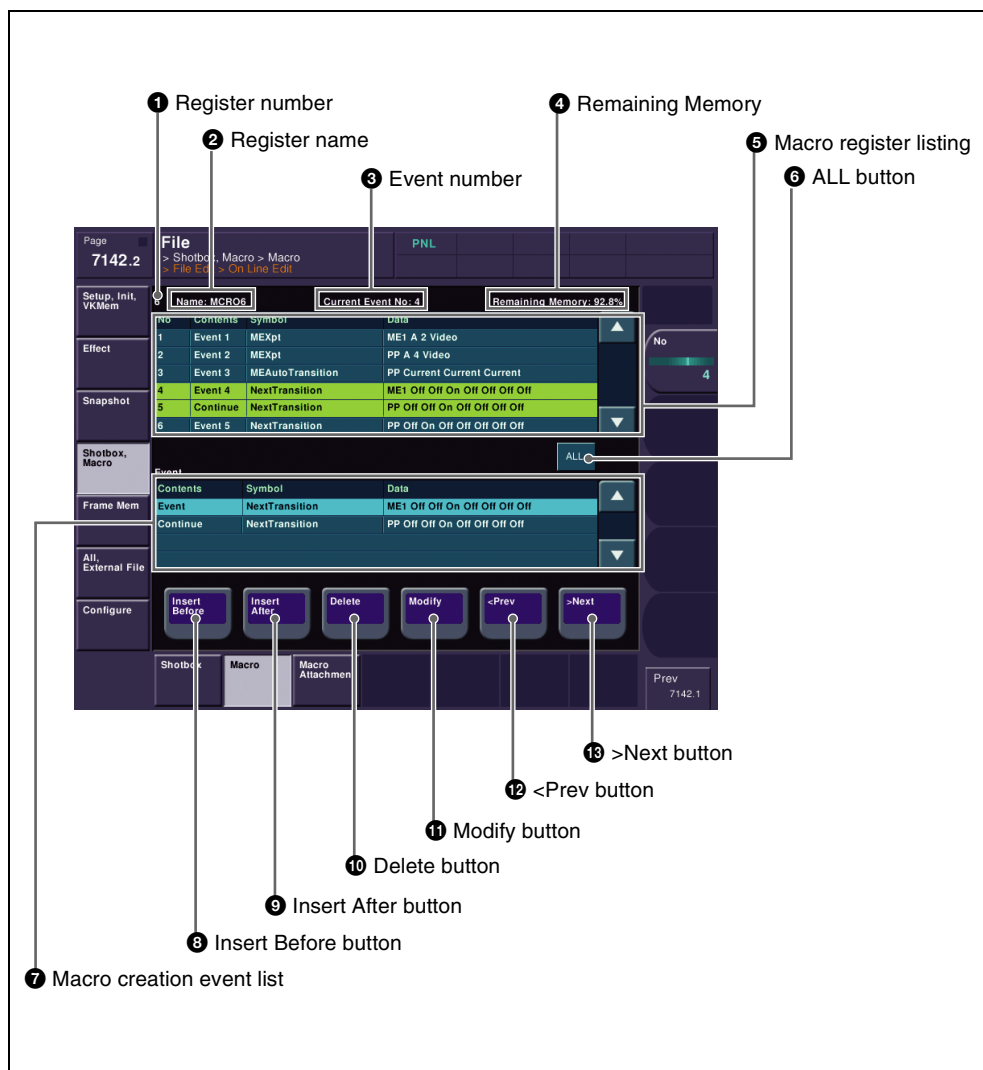 1 Register number
2 Register name
3 Event number
4 Remaining Memory
5 Macro register listing
6 ALL button
Page
7142.2
File
> Shotbox, Macro > Macro
> File Edit > On Line Edit
PNL
Setup, Init,
VKMem
Effect
Snapshot
Shotbox,
Macro
Frame Mem
All,
External File
Configure
6 Name: MCRO6 Current Event No: 4 Remaining Memory: 92.8%
No Contents Symbol Data
1 Event 1 MEXpt ME1 A 2 Video
2 Event 2 MEXpt PP A 4 Video
3 Event 3 MEAutoTransition PP Current Current Current
4 Event 4 NextTransition ME1 Off Off On Off Off Off Off
5 Continue NextTransition PP Off Off On Off Off Off Off
6 Event 5 NextTransition PP Off On Off Off Off Off Off
No
4
ALL
Event
Contents Symbol Data
Event NextTransition ME1 Off Off On Off Off Off Off
Continue NextTransition PP Off Off On Off Off Off Off
Insert
Before
Insert
After
Delete
Modify
<Prev
>Next
Shotbox
Macro
Macro
Attachment
Prev
7142.1
13 >Next button
12 <Prev button
11 Modify button
10 Delete button
9 Insert After button
8 Insert Before button
7 Macro creation event list